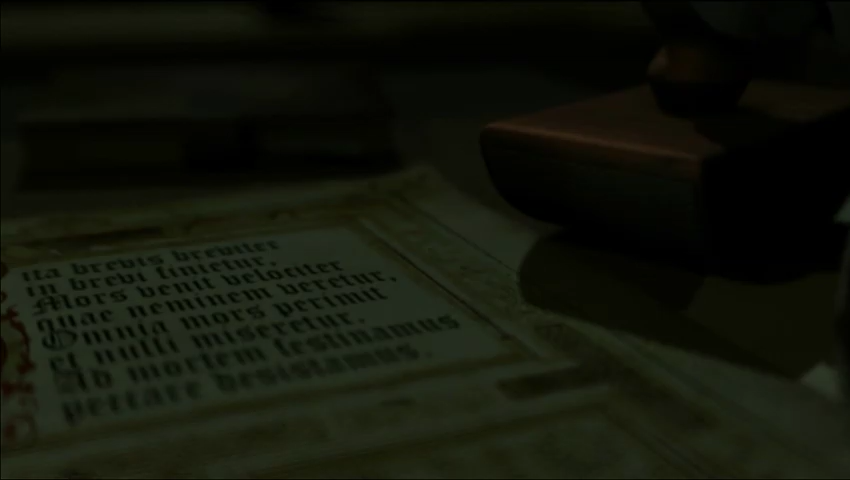 ita brevis breviter
in brevi finietur,
Mors venit velociter
quae neminem veretur,
Omnia mors perimit
et nulli miseretur.
Ad mortem festinamus
peccare desistamus.